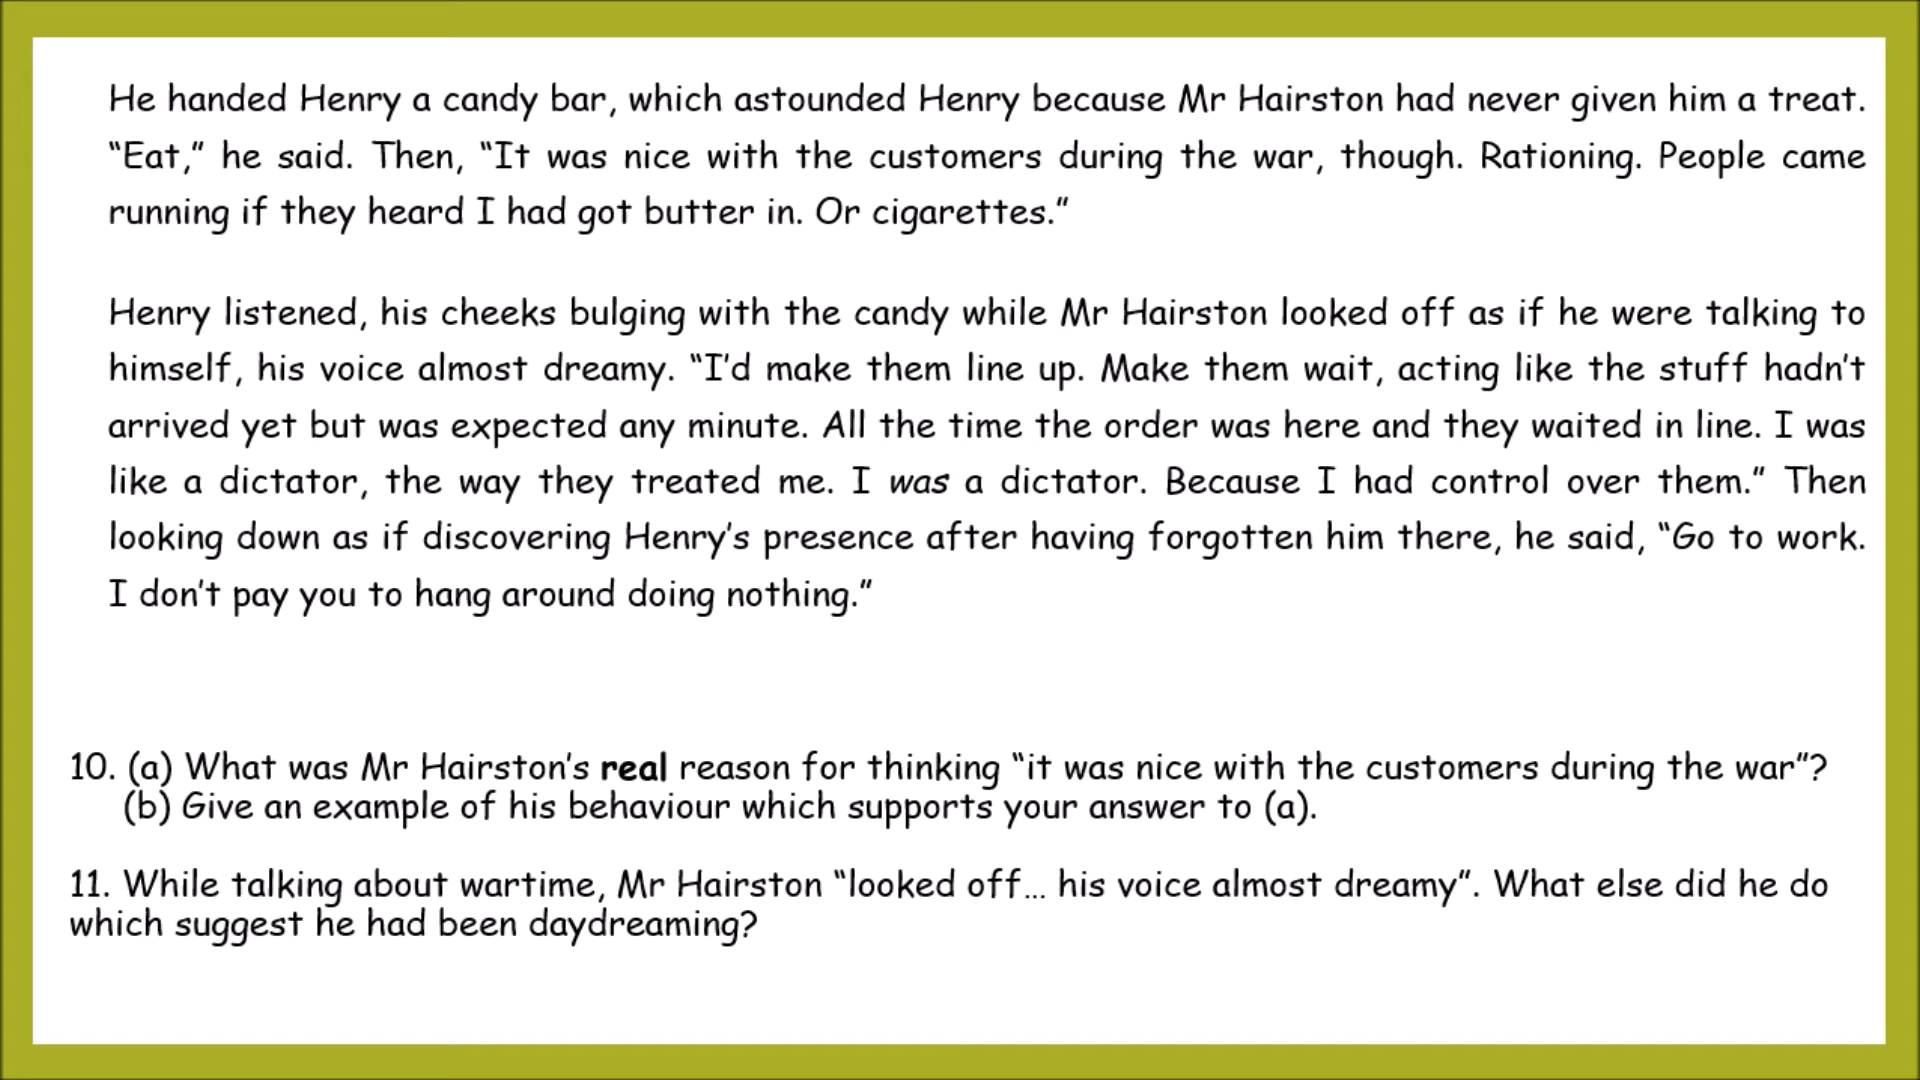 He handed Henry a candy bar, which astounded Henry because Mr Hairston had never given him a treat.
“Eat,” he said. Then, “It was nice with the customers during the war, though. Rationing. People came
running if they heard I had got butter in. Or cigarettes.”
Henry listened, his cheeks bulging with the candy while Mr Hairston looked off as if he were talking to
himself, his voice almost dreamy. “I’d make them line up. Make them wait, acting like the stuff hadn’t
arrived yet but was expected any minute. All the time the order was here and they waited in line. I was
like a dictator, the way they treated me. I was a dictator. Because I had control over them.” Then
looking down as if discovering Henry’s presence after having forgotten him there, he said, “Go to work.
I don’t pay you to hang around doing nothing.”
10. (a) What was Mr Hairston’s real reason for thinking “it was nice with the customers during the war”?
(b) Give an example of his behaviour which supports your answer to (a).
11. While talking about wartime, Mr Hairston “looked off… his voice almost dreamy”. What else did he do
which suggest he had been daydreaming?